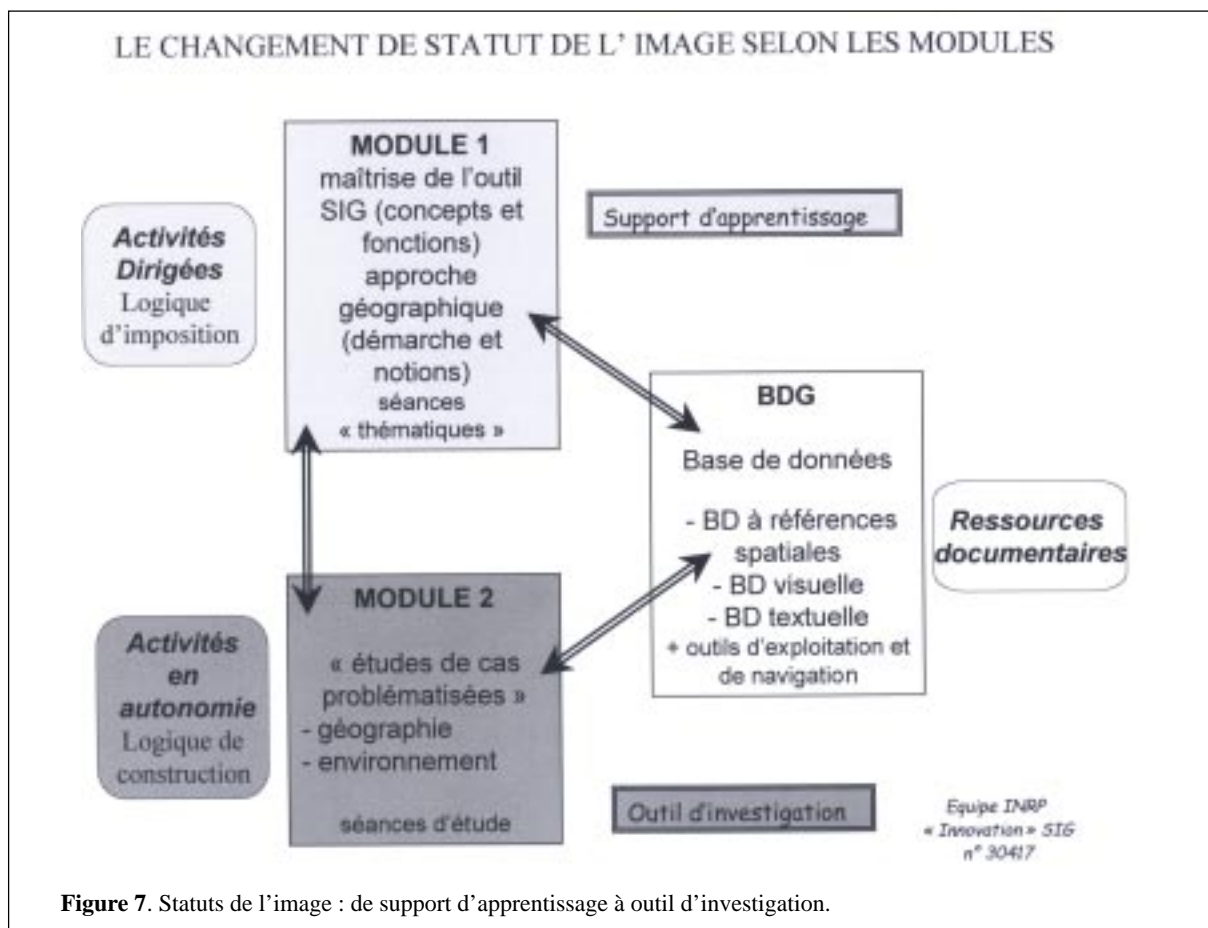 LE CHANGEMENT DE STATUT DE L' IMAGE SELON LES MODULES
MODULE 1
maîtrise de l'outil
SIG (concepts et
fonctions)
approche
géographique
(démarche et
notions)
séances
« thématiques »
Support d'apprentissage
Activités
Dirigées
Logique
d'imposition
BDG
Base de données
- BD à références
spatiales
- BD visuelle
- BD textuelle
+ outils d'exploitation et
de navigation
Ressources
documentaires
MODULE 2
« études de cas
problématisées »
- géographie
- environnement
séances d'étude
Activités
en
autonomie
Logique de
construction
Outil d'investigation
Equipe INRP
« Innovation » SIG
n° 30417
Figure 7. Statuts de l'image : de support d'apprentissage à outil d'investigation.